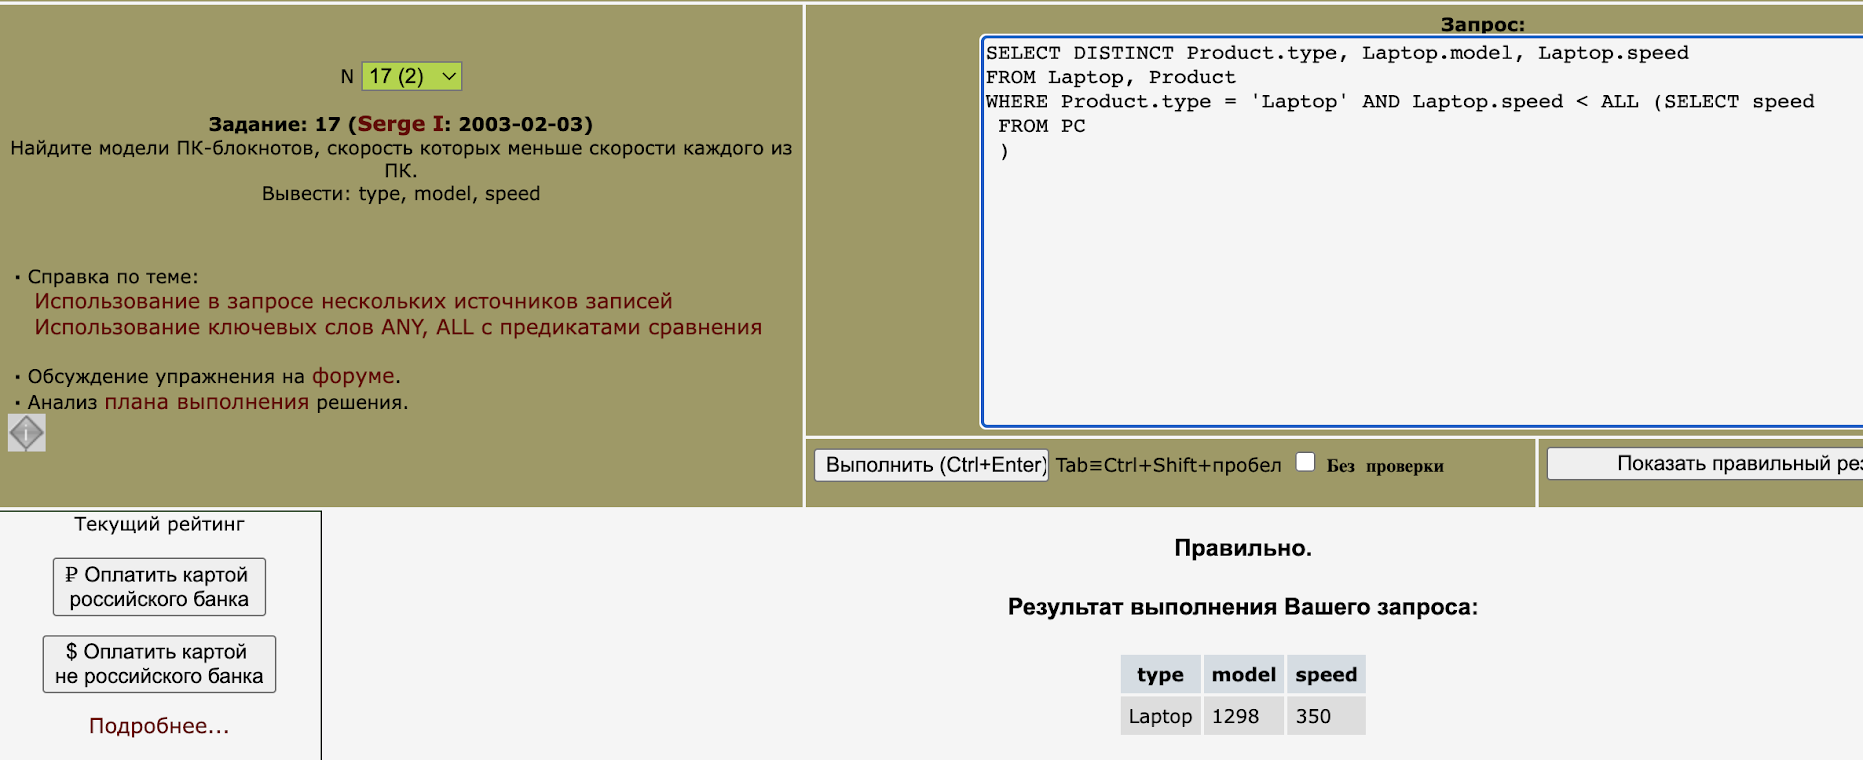 N 17 (2)
Задание: 17 (Serge I: 2003-02-03)
Найдите модели ПК-блокнотов, скорость которых меньше скорости каждого из
ПК.
Вывести: type, model, speed
· Справка по теме:
Использование в запросе нескольких источников записей
Использование ключевых слов ANY, ALL с предикатами сравнения
· Обсуждение упражнения на форуме.
· Анализ плана выполнения решения.
i
Запрос:
SELECT DISTINCT Product.type, Laptop.model, Laptop.speed
FROM Laptop, Product
WHERE Product.type = 'Laptop' AND Laptop.speed < ALL (SELECT speed
FROM PC
)
Выполнить (Ctrl+Enter) Tab≡Ctrl+Shift+пробел Без проверки
Показать правильный рез
Текущий рейтинг
₽ Оплатить картой
российского банка
$ Оплатить картой
не российского банка
Подробнее...
Правильно.
Результат выполнения Вашего запроса:
type model speed
Laptop 1298 350